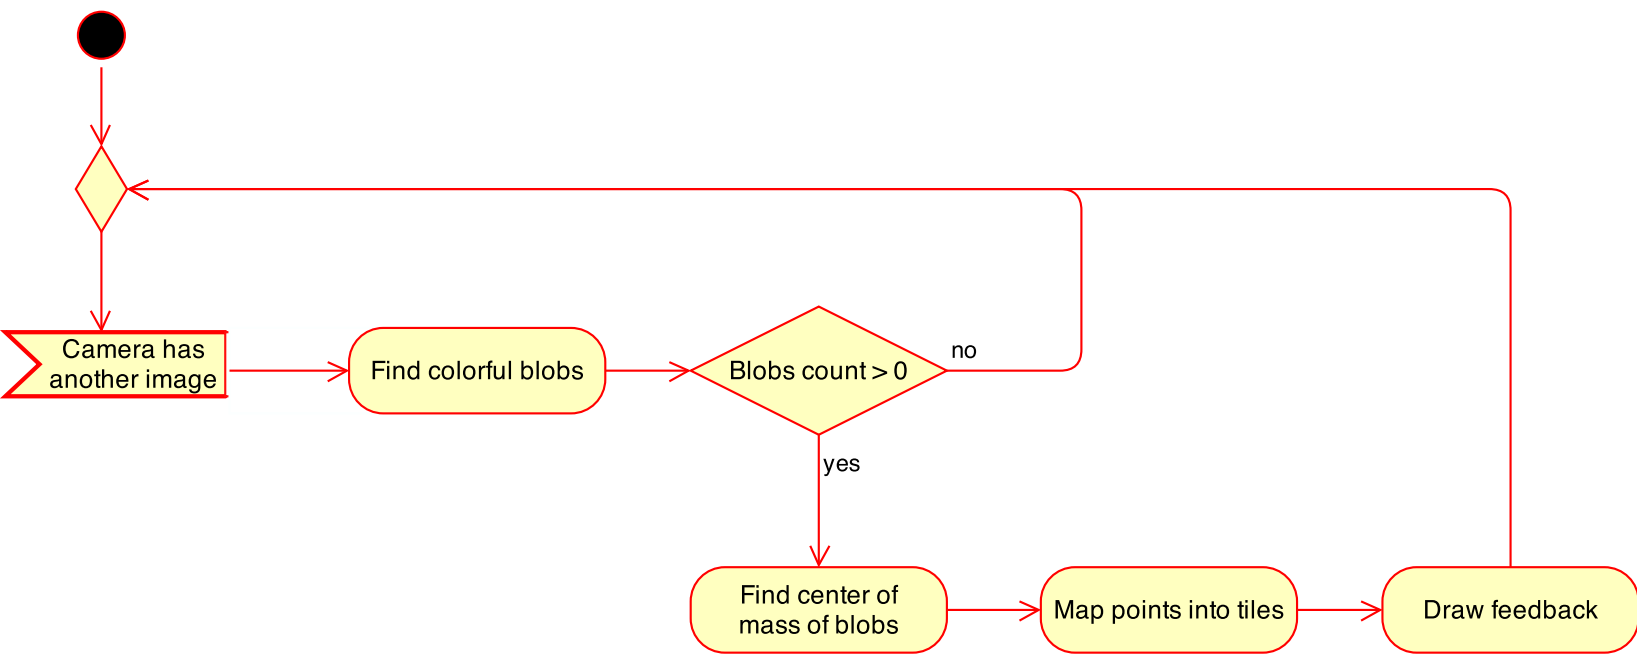 Camera has
another image
Find colorful blobs
Blobs count > 0
no
yes
Find center of
mass of blobs
Map points into tiles
Draw feedback